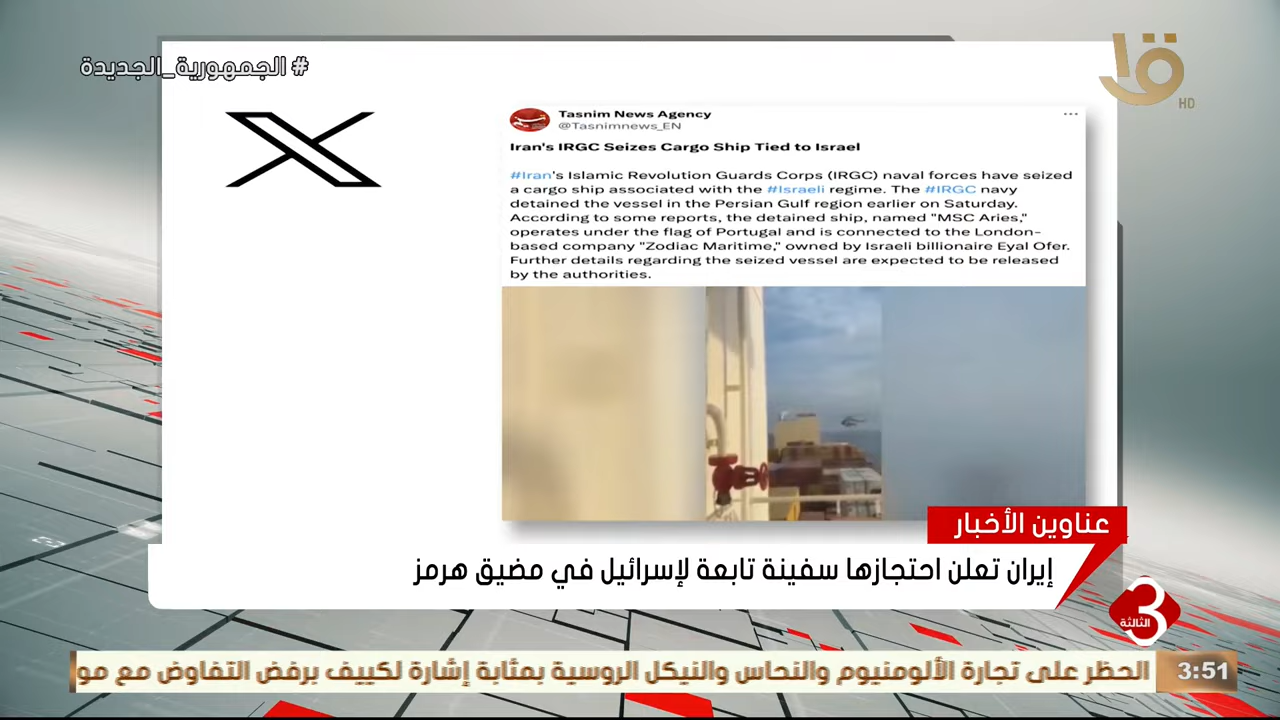 # الجمهورية_الجديدة
HD
Tasnim News Agency
@Tasnimnews_EN
Iran's IRGC Seizes Cargo Ship Tied to Israel
#Iran's Islamic Revolution Guards Corps (IRGC) naval forces have seized
a cargo ship associated with the #Israeli regime. The #IRGC navy
detained the vessel in the Persian Gulf region earlier on Saturday.
According to some reports, the detained ship, named "MSC Aries,"
operates under the flag of Portugal and is connected to the London-
based company "Zodiac Maritime," owned by Israeli billionaire Eyal Ofer.
Further details regarding the seized vessel are expected to be released
by the authorities.
عناوين الأخبار
إيران تعلن احتجازها سفينة تابعة لإسرائيل في مضيق هرمز
3
الثالثة
3:51
الحظر على تجارة الألومنيوم والنحاس والنيكل الروسية بمثابة إشارة لكييف برفض التفاوض مع مو